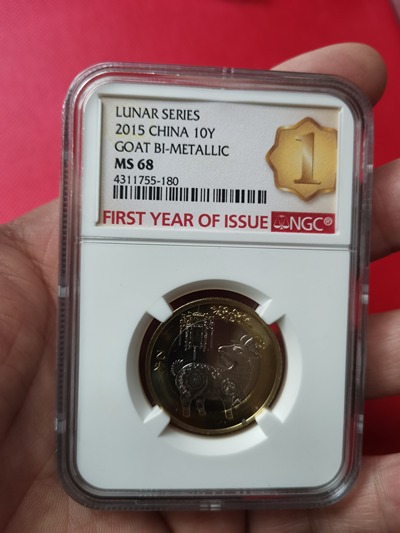 LUNAR SERIES
2015 CHINA 10Y
GOAT BI-METALLIC
MS 68
4311755-180
1
FIRST YEAR OF ISSUE NGC®